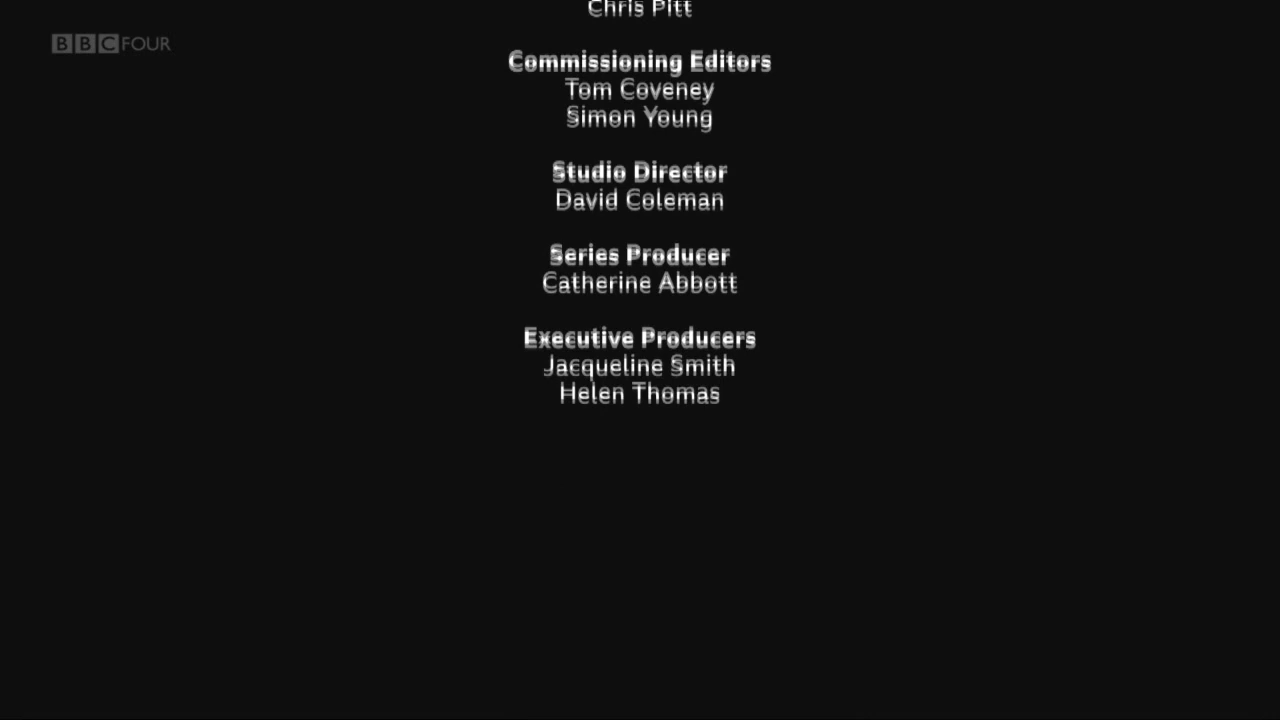 Chris Pitt
BBC FOUR
Commissioning Editors
Tom Coveney
Simon Young
Studio Director
David Coleman
Series Producer
Catherine Abbott
Executive Producers
Jacqueline Smith
Helen Thomas